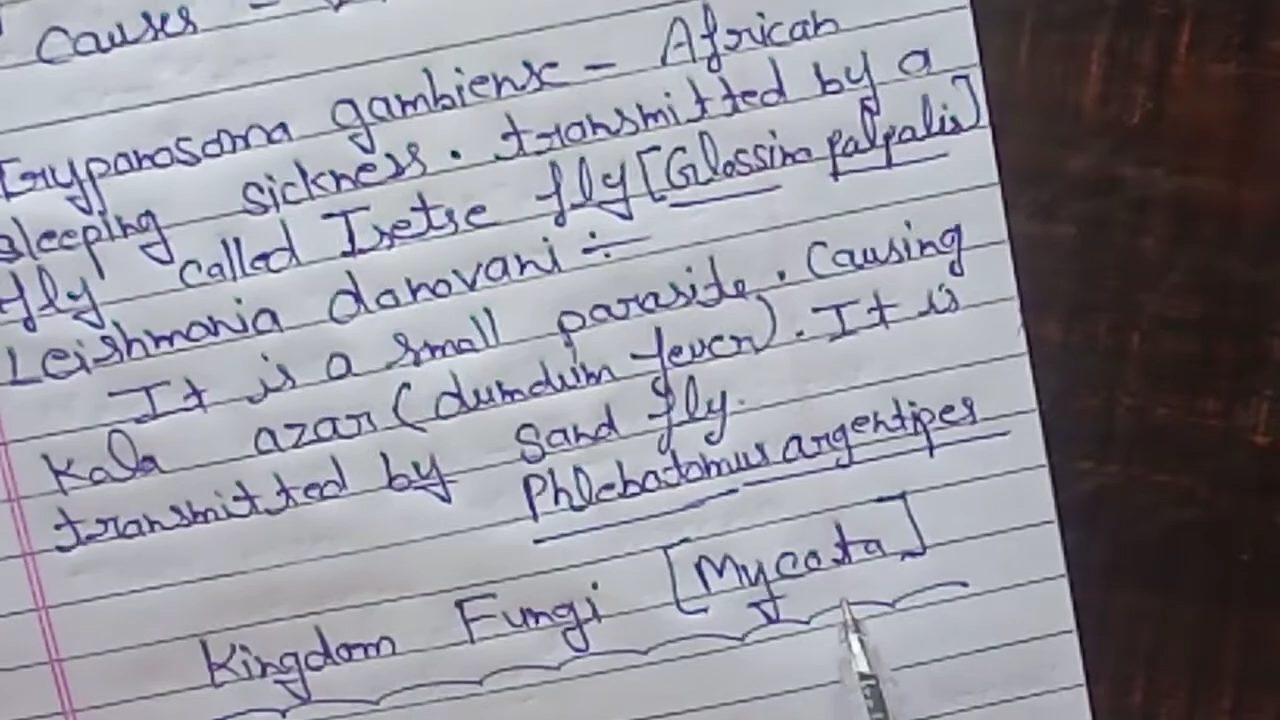 Causes -
Tryponosoma gambiense - African
sleeping sickness. transmitted by a
fly called Tsetse fly [Glossina palpalis]
Leishmania donovani ÷
It is a small parasite. Causing
Kala azar (dumdum fever). It is
transmitted by Sand fly.
Phlebotomus argentipes
Kingdom Fungi [Mycota]